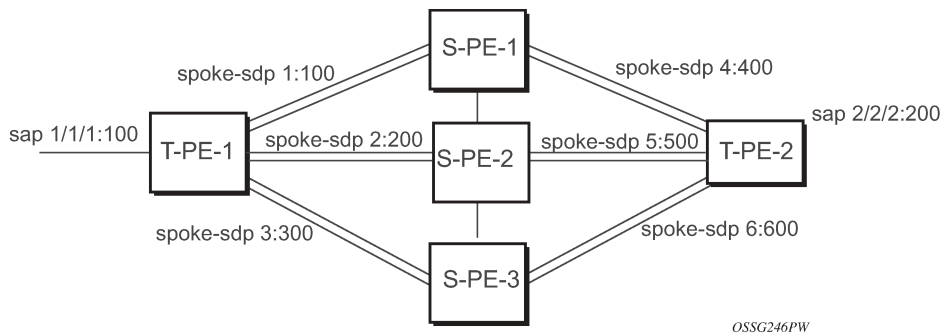 S-PE-1
spoke-sdp 1:100
spoke-sdp 4:400
sap 1/1/1:100
T-PE-1
spoke-sdp 2:200
S-PE-2
spoke-sdp 5:500
T-PE-2
sap 2/2/2:200
spoke-sdp 3:300
S-PE-3
spoke-sdp 6:600
OSSG246PW